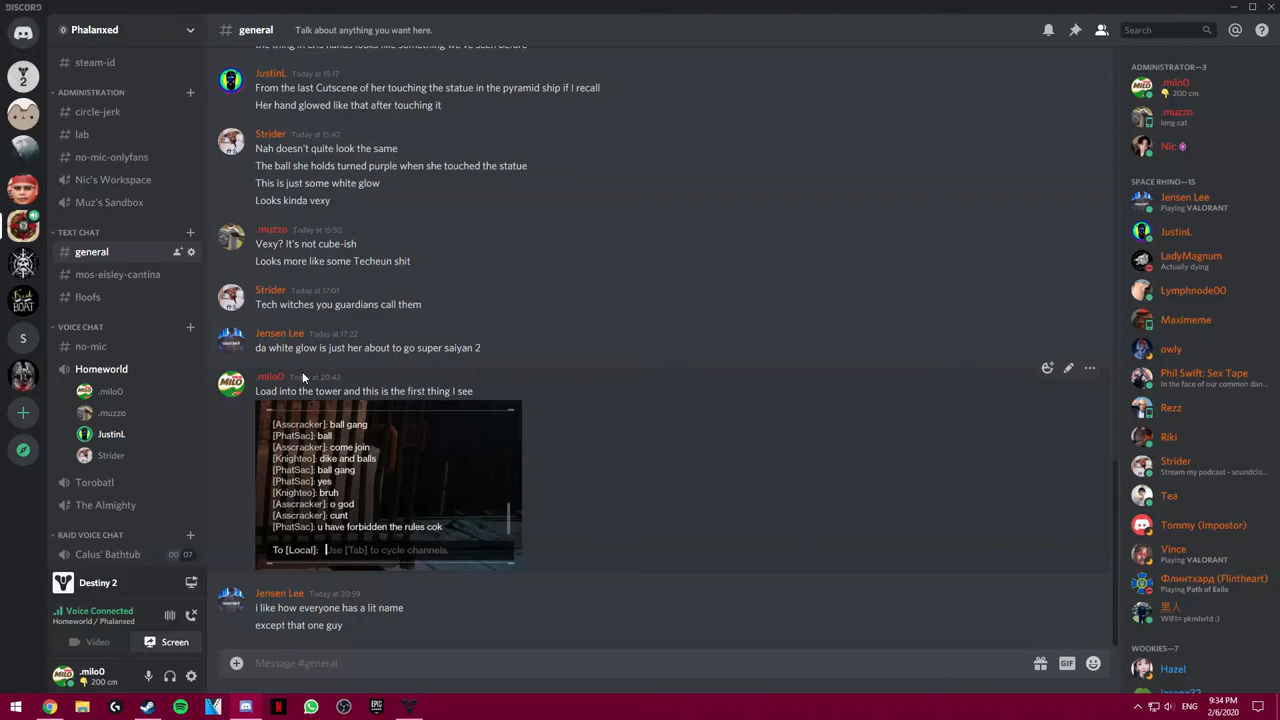 DISCORD
Phalanxed
# general
Talk about anything you want here.
Search
# steam-id
ADMINISTRATION
# circle-jerk
# lab
# no-mic-onlyfans
Nic's Workspace
Muz's Sandbox
TEXT CHAT
# general
# mos-eisley-cantina
# floofs
VOICE CHAT
# no-mic
Homeworld
.milo0
.muzzo
JustinL
Strider
Torobatl
The Almighty
RAID VOICE CHAT
Calus' Bathtub
00 07
Destiny 2
Voice Connected
Homeworld / Phalanxed
Video
Screen
.milo0
200 cm
JustinL Today at 15:17
From the last Cutscene of her touching the statue in the pyramid ship if I recall
Her hand glowed like that after touching it
Strider Today at 15:47
Nah doesn't quite look the same
The ball she holds turned purple when she touched the statue
This is just some white glow
Looks kinda vexy
.muzzo Today at 15:50
Vexy? It's not cube-ish
Looks more like some Techeun shit
Strider Today at 17:01
Tech witches you guardians call them
Jensen Lee Today at 17:22
da white glow is just her about to go super saiyan 2
.milo0 Today at 20:42
Load into the tower and this is the first thing I see
[Asscracker]: ball gang
[PhatSac]: ball
[Asscracker]: come join
[Knighteo]: dike and balls
[PhatSac]: ball gang
[PhatSac]: yes
[Knighteo]: bruh
[Asscracker]: o god
[Asscracker]: cunt
[PhatSac]: u have forbidden the rules cok
To [Local]: Use [Tab] to cycle channels.
Jensen Lee Today at 20:59
i like how everyone has a lit name
except that one guy
Message #general
GIF
ADMINISTRATOR—3
.milo0
200 cm
.muzzo
long cat
Nic
SPACE RHINO—15
Jensen Lee
Playing VALORANT
JustinL
LadyMagnum
Actually dying
Lymphnode00
Maximeme
owly
Phil Swift: Sex Tape
In the face of our common dan...
Rezz
Riki
Strider
Stream my podcast - soundclo...
Tea
Tommy (Impostor)
Vince
Playing VALORANT
Флинтхард (Flintheart)
Playing Path of Exile
黑人
WIFI= pkmlwtd ;)
WOOKIES—7
Hazel
ENG
9:34 PM
2/6/2020